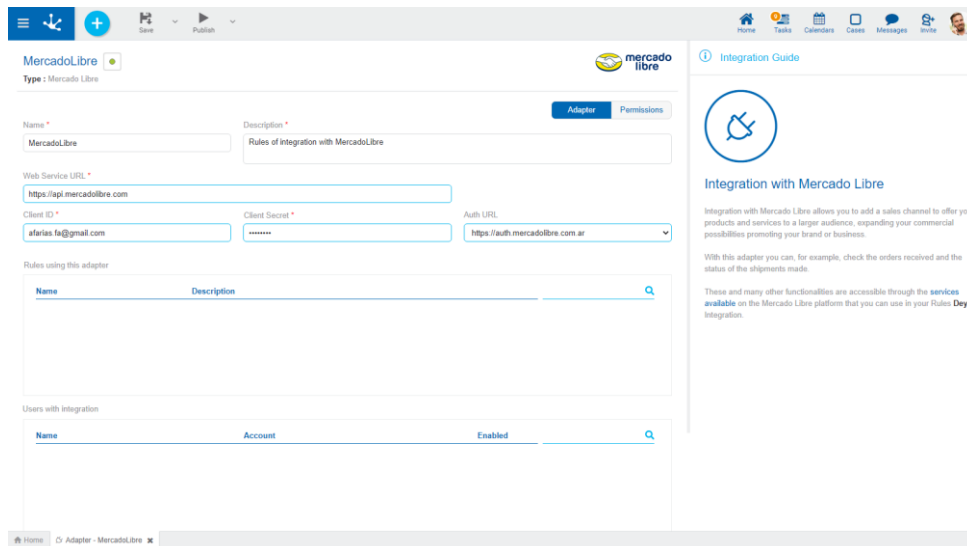 Save
Publish
Home
Tasks
Calendars
Cases
Messages
Invite
MercadoLibre
Type : Mercado Libre
mercado
libre
Adapter
Permissions
Name *
Description *
MercadoLibre
Rules of integration with MercadoLibre
Web Service URL *
https://api.mercadolibre.com
Client ID *
Client Secret *
Auth URL
afarias.fa@gmail.com
••••••••
https://auth.mercadolibre.com.ar
Rules using this adapter
Name
Description
Users with integration
Name
Account
Enabled
Integration Guide
Integration with Mercado Libre
Integration with Mercado Libre allows you to add a sales channel to offer yo
products and services to a larger audience, expanding your commercial
possibilities promoting your brand or business.
With this adapter you can, for example, check the orders received and the
status of the shipments made.
These and many other functionalities are accessible through the services
available on the Mercado Libre platform that you can use in your Rules Dey
Integration.
Home
Adapter - MercadoLibre